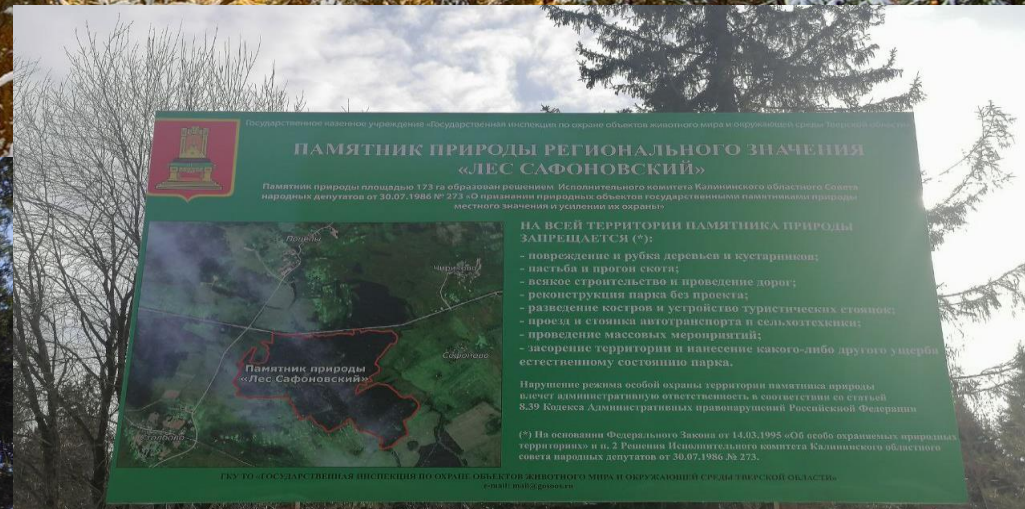 Государственное казенное учреждение «Государственная инспекция по охране объектов животного мира и окружающей среды Тверской области»
ПАМЯТНИК ПРИРОДЫ РЕГИОНАЛЬНОГО ЗНАЧЕНИЯ
«ЛЕС САФОНОВСКИЙ»
Памятник природы площадью 173 га образован решением Исполнительного комитета Калининского областного Совета
народных депутатов от 30.07.1986 № 273 «О признании природных объектов государственными памятниками природы
местного значения и усилении их охраны»
Памятник природы
«Лес Сафоновский»
НА ВСЕЙ ТЕРРИТОРИИ ПАМЯТНИКА ПРИРОДЫ
ЗАПРЕЩАЕТСЯ (*):
- повреждение и рубка деревьев и кустарников;
- пастьба и прогон скота;
- всякое строительство и проведение дорог;
- реконструкция парка без проекта;
- разведение костров и устройство туристических стоянок;
- проезд и стоянка автотранспорта и сельхозтехники;
- проведение массовых мероприятий;
- засорение территории и нанесение какого-либо другого ущерба
естественному состоянию парка.
Нарушение режима особой охраны территории памятника природы
влечет административную ответственность в соответствии со статьей
8.39 Кодекса Административных правонарушений Российской Федерации
(*) На основании Федерального Закона от 14.03.1995 «Об особо охраняемых природных
территориях» и п. 2 Решения Исполнительного комитета Калининского областного
совета народных депутатов от 30.07.1986 № 273.
ГКУ ТО «ГОСУДАРСТВЕННАЯ ИНСПЕКЦИЯ ПО ОХРАНЕ ОБЪЕКТОВ ЖИВОТНОГО МИРА И ОКРУЖАЮЩЕЙ СРЕДЫ ТВЕРСКОЙ ОБЛАСТИ»
e-mail: